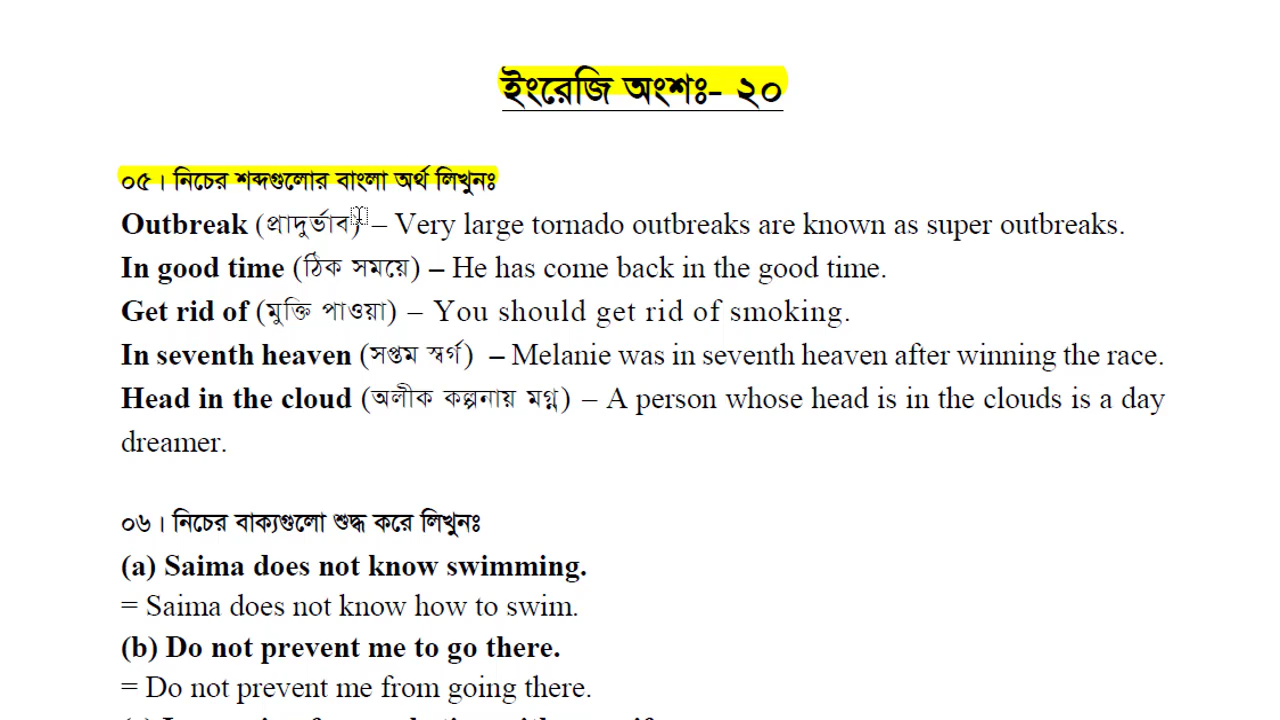 ইংরেজি অংশঃ- ২০
০৫। নিচের শব্দগুলোর বাংলা অর্থ লিখুনঃ
Outbreak (প্রাদুর্ভাব) – Very large tornado outbreaks are known as super outbreaks.
In good time (ঠিক সময়ে) – He has come back in the good time.
Get rid of (মুক্তি পাওয়া) – You should get rid of smoking.
In seventh heaven (সপ্তম স্বর্গ) – Melanie was in seventh heaven after winning the race.
Head in the cloud (অলীক কল্পনায় মগ্ন) – A person whose head is in the clouds is a day
dreamer.
০৬। নিচের বাক্যগুলো শুদ্ধ করে লিখুনঃ
(a) Saima does not know swimming.
= Saima does not know how to swim.
(b) Do not prevent me to go there.
= Do not prevent me from going there.